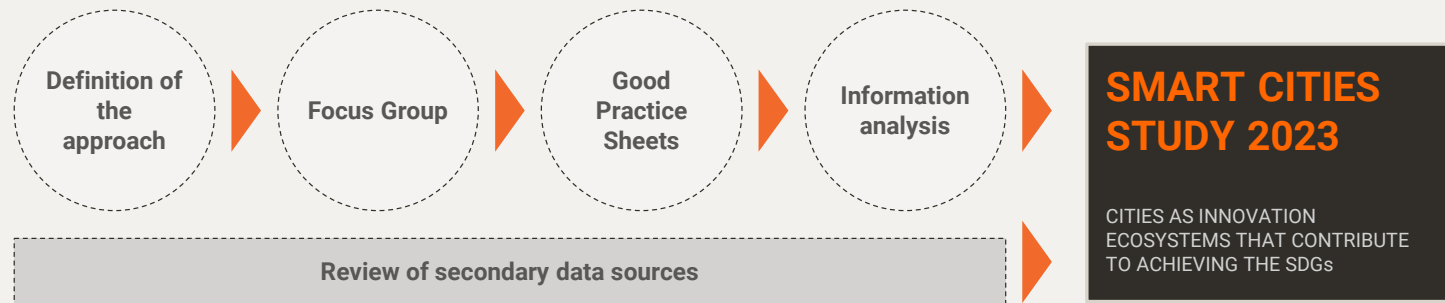 Definition of
the
approach
Focus Group
Good
Practice
Sheets
Information
analysis
SMART CITIES
STUDY 2023
CITIES AS INNOVATION
ECOSYSTEMS THAT CONTRIBUTE
TO ACHIEVING THE SDGs
Review of secondary data sources